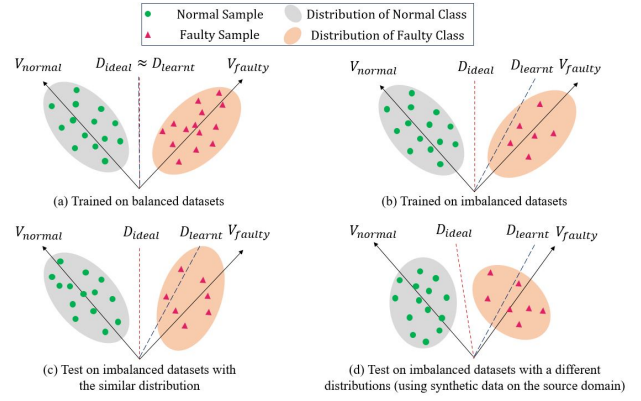 Normal Sample Distribution of Normal Class
Faulty Sample Distribution of Faulty Class
V_normal D_ideal ≈ D_learnt V_faulty
V_normal D_ideal D_learnt V_faulty
(a) Trained on balanced datasets
(b) Trained on imbalanced datasets
V_normal D_ideal D_learnt V_faulty
V_normal D_ideal D_learnt V_faulty
(c) Test on imbalanced datasets with
the similar distribution
(d) Test on imbalanced datasets with a different
distributions (using synthetic data on the source domain)